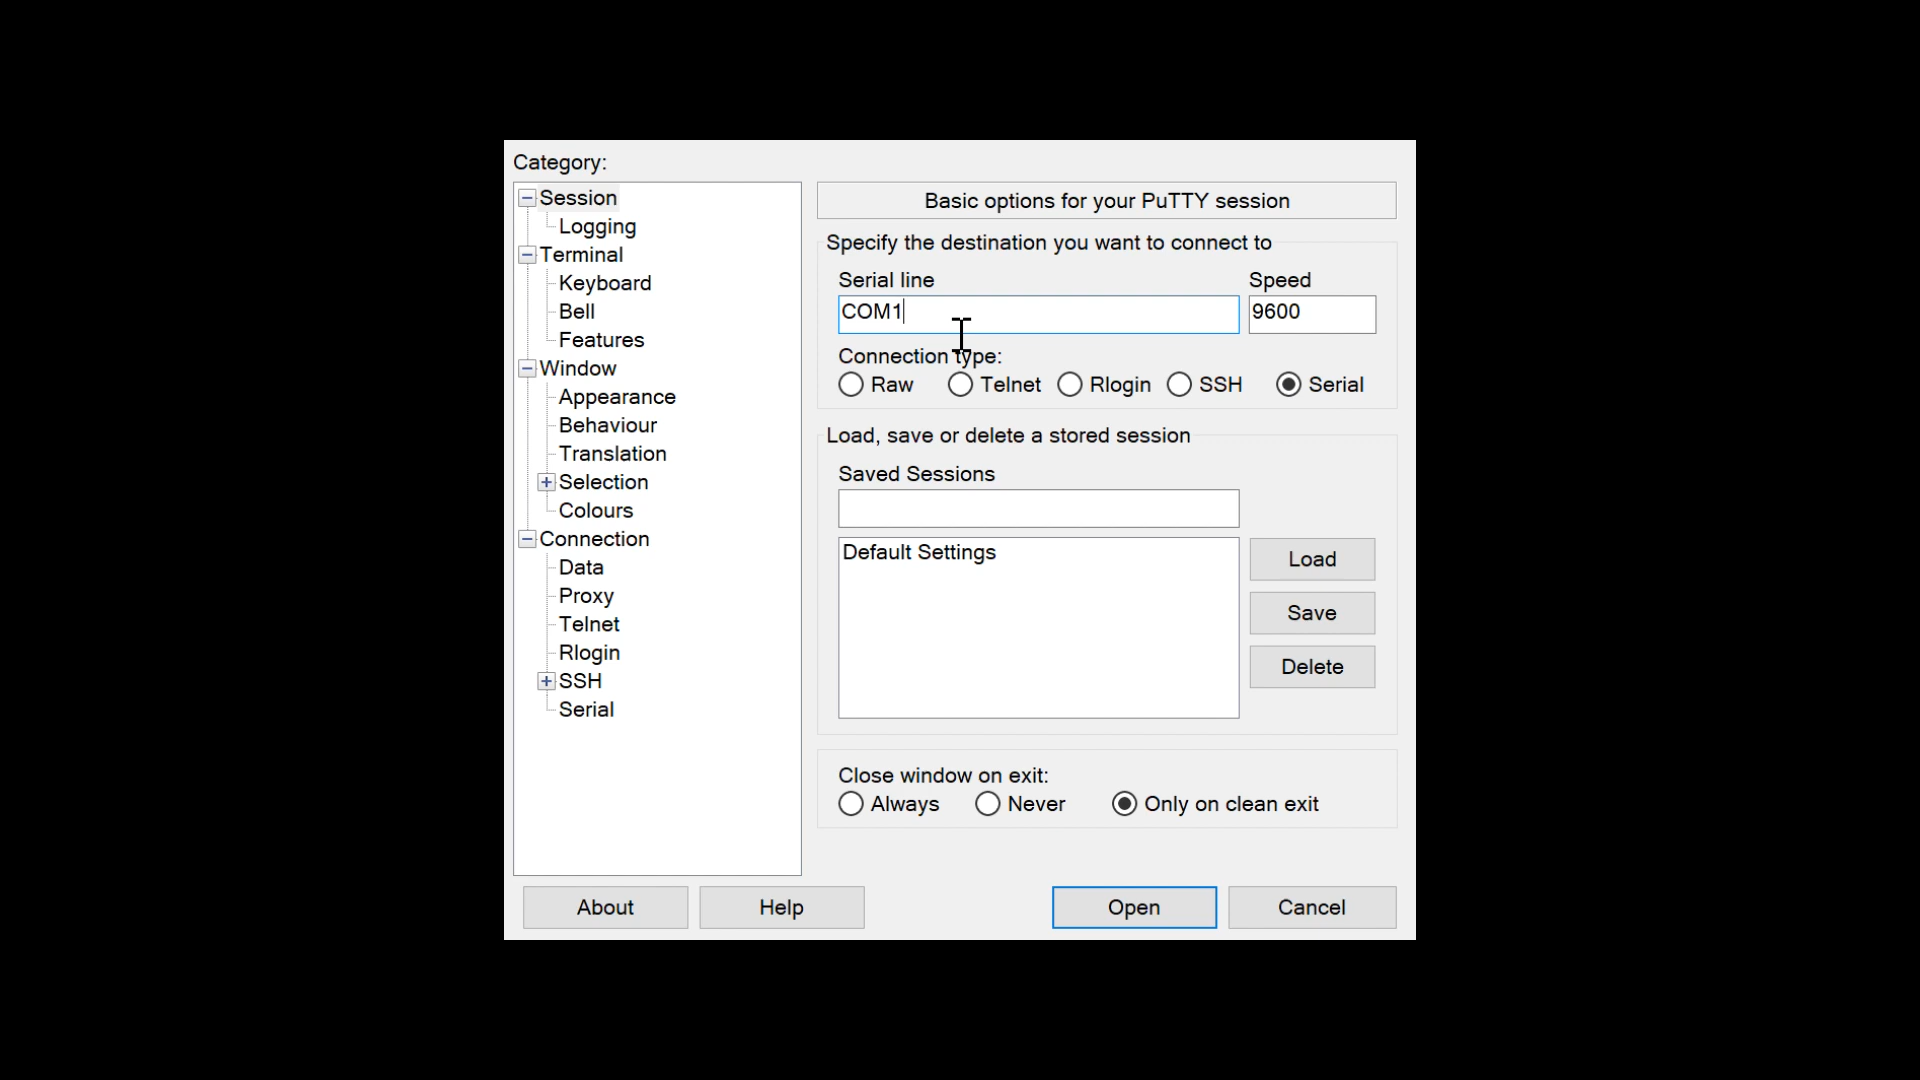 Category:
Session
Logging
Terminal
Keyboard
Bell
Features
Window
Appearance
Behaviour
Translation
Selection
Colours
Connection
Data
Proxy
Telnet
Rlogin
SSH
Serial
Basic options for your PuTTY session
Specify the destination you want to connect to
Serial line Speed
COM1 9600
Connection type:
Raw Telnet Rlogin SSH Serial
Load, save or delete a stored session
Saved Sessions
Default Settings
Load
Save
Delete
Close window on exit:
Always Never Only on clean exit
About Help Open Cancel